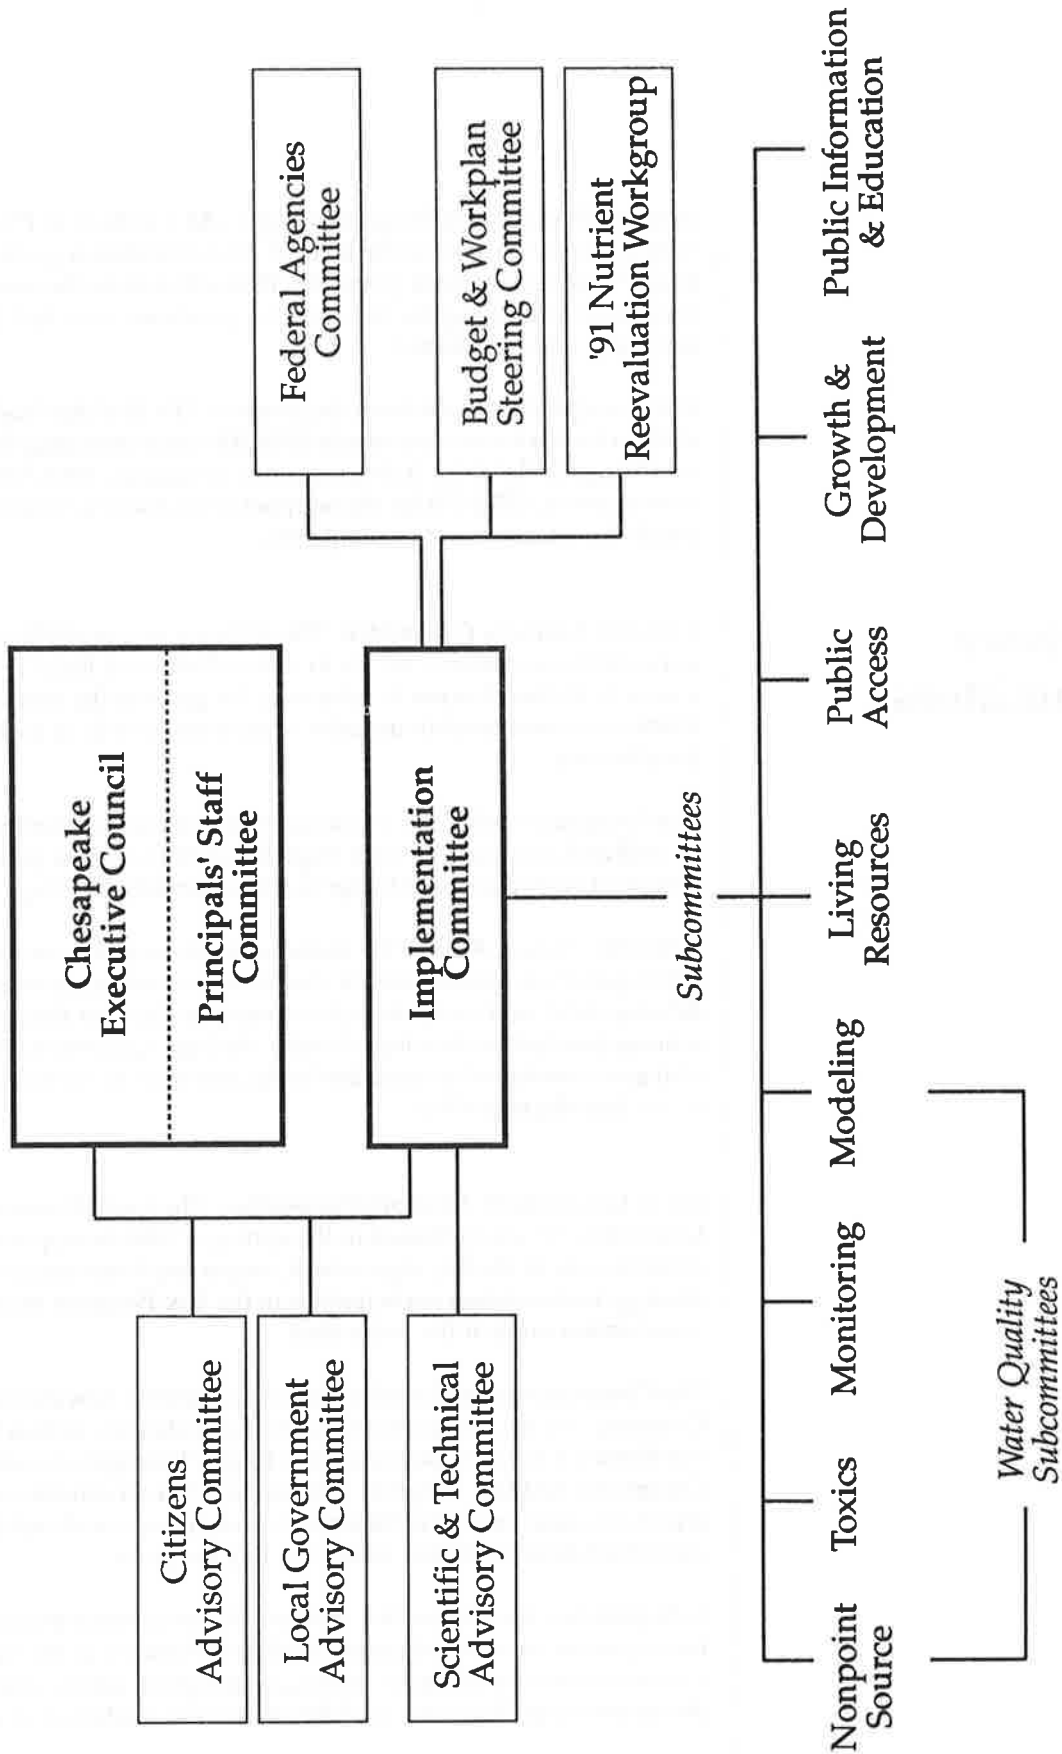 Chesapeake
Executive Council
Principals' Staff
Committee
Implementation
Committee
Citizens
Advisory Committee
Local Government
Advisory Committee
Scientific & Technical
Advisory Committee
Federal Agencies
Committee
Budget & Workplan
Steering Committee
'91 Nutrient
Reevaluation Workgroup
Subcommittees
Nonpoint
Source
Toxics
Monitoring
Modeling
Living
Resources
Public
Access
Growth &
Development
Public Information
& Education
Water Quality
Subcommittees